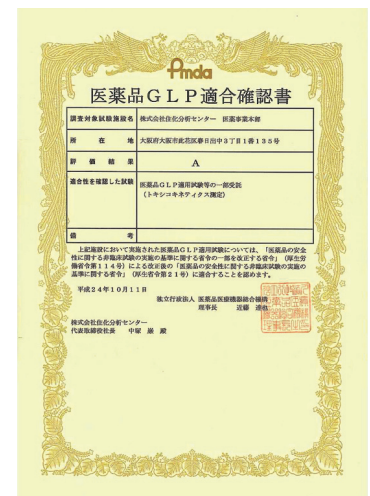 Pmda
医薬品GLP適合確認書
調査対象試験施設名 株式会社住化分析センター 医薬事業本部
所在地 大阪府大阪市此花区春日出中3丁目1番135号
評価結果 A
適合性を確認した試験 医薬品GLP適用試験等の一部受託
(トキシコキネティクス測定)
備考
上記施設において実施された医薬品GLP適用試験については、「医薬品の安全
性に関する非臨床試験の実施の基準に関する省令の一部を改正する省令」(厚生労
働省令第114号)による改正後の「医薬品の安全性に関する非臨床試験の実施の
基準に関する省令」(厚生省令第21号)に適合することを認めます。
平成24年10月11日
独立行政法人 医薬品医療機器総合機構
理事長 近藤 達也
株式会社住化分析センター
代表取締役社長 中塚 巌 殿